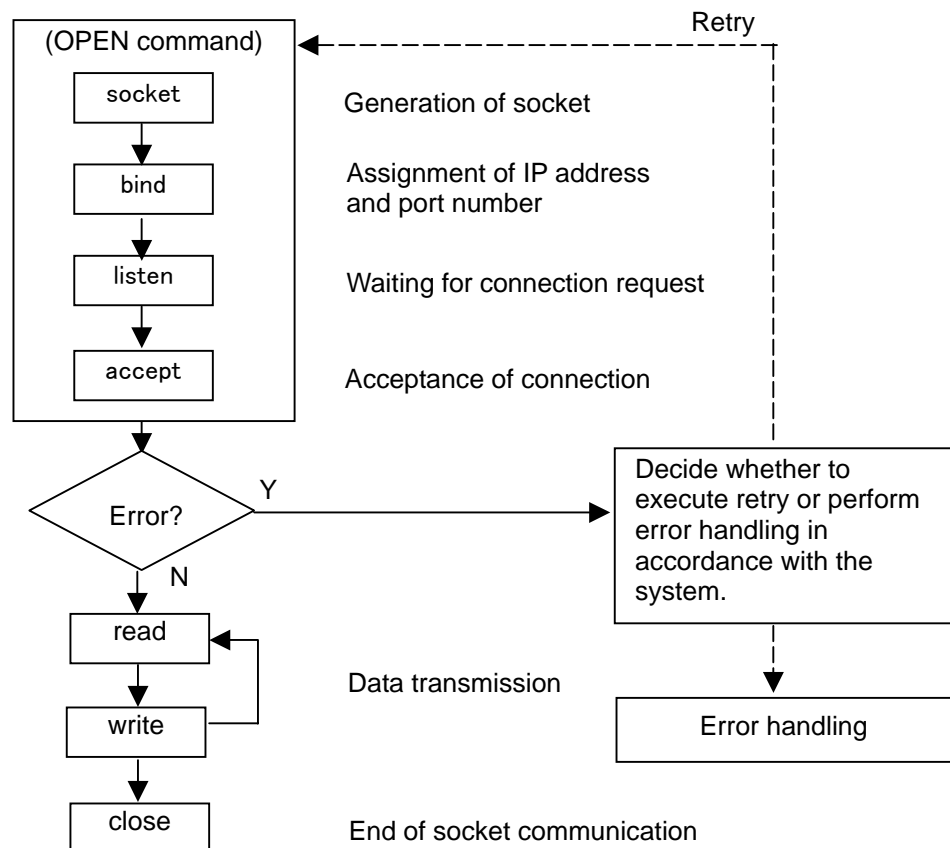 Retry
(OPEN command)
socket
Generation of socket
bind
Assignment of IP address
and port number
listen
Waiting for connection request
accept
Acceptance of connection
Error?
Y
N
Decide whether to
execute retry or perform
error handling in
accordance with the
system.
read
Data transmission
write
Error handling
close
End of socket communication